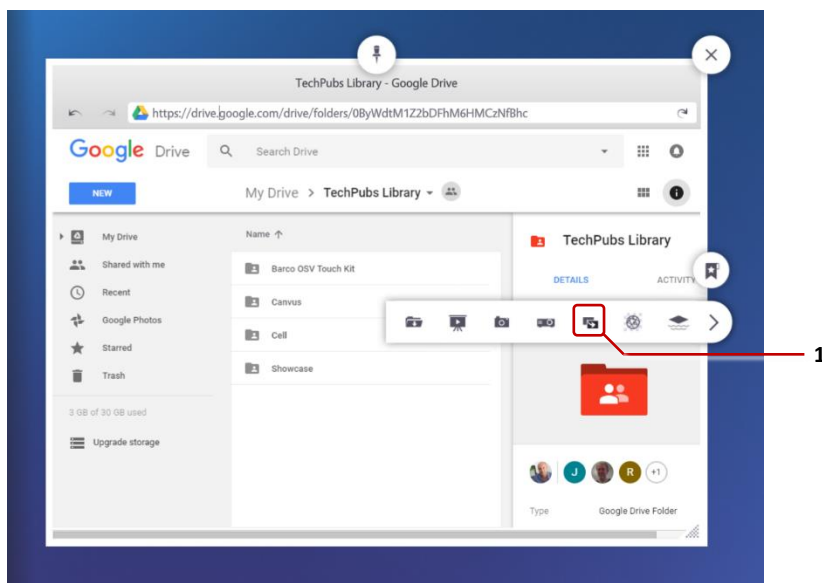 TechPubs Library - Google Drive
https://drive.google.com/drive/folders/0ByWdtM1Z2bDFhM6HMCzNfBhc
Google Drive
Search Drive
NEW
My Drive > TechPubs Library
My Drive
Shared with me
Recent
Google Photos
Starred
Trash
3 GB of 30 GB used
Upgrade storage
Name ↑
Barco OSV Touch Kit
Canvus
Cell
Showcase
TechPubs Library
DETAILS
ACTIVITY
1
J
R
+1
Type Google Drive Folder